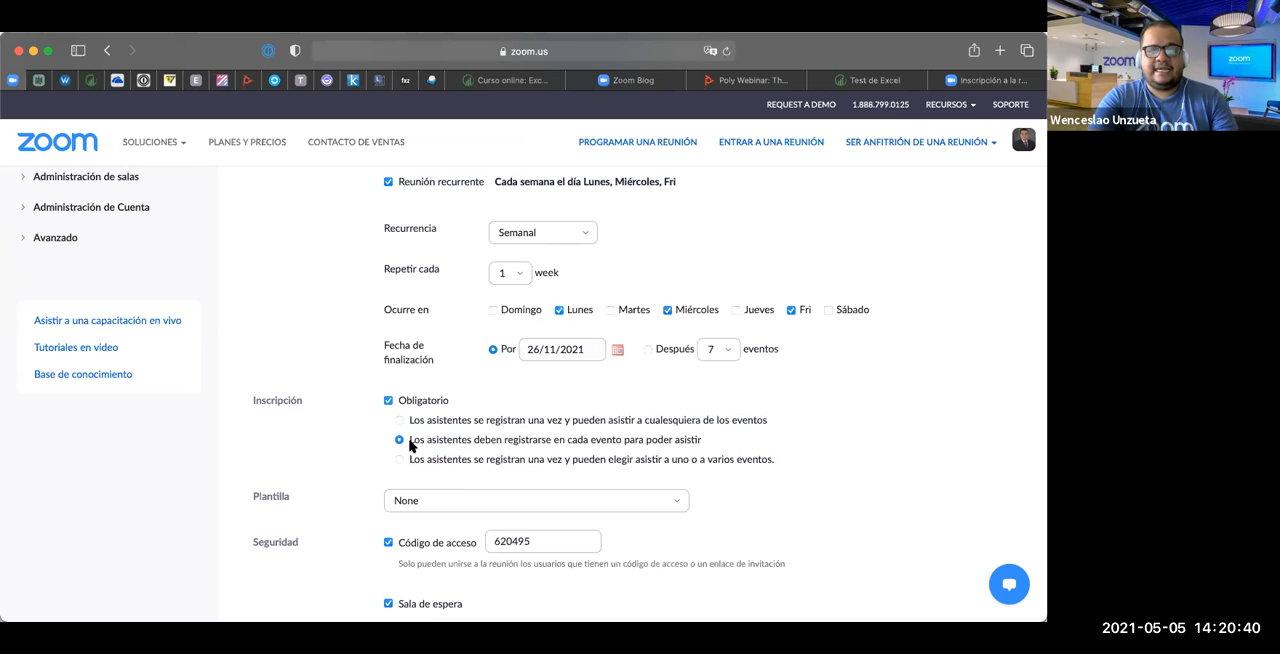 zoom.us
fxz
Curso online: Exc...
Zoom Blog
Poly Webinar: Th...
Test de Excel
Inscripción a la r...
REQUEST A DEMO 1.888.799.0125 RECURSOS SOPORTE
zoom SOLUCIONES PLANES Y PRECIOS CONTACTO DE VENTAS PROGRAMAR UNA REUNIÓN ENTRAR A UNA REUNIÓN SER ANFITRIÓN DE UNA REUNIÓN
zoom
zoom
Wenceslao Unzueta
Administración de salas
Administración de Cuenta
Avanzado
Asistir a una capacitación en vivo
Tutoriales en video
Base de conocimiento
Reunión recurrente Cada semana el día Lunes, Miércoles, Fri
Recurrencia Semanal
Repetir cada 1 week
Ocurre en Domingo Lunes Martes Miércoles Jueves Fri Sábado
Fecha de finalización Por 26/11/2021 Después 7 eventos
Inscripción Obligatorio
Los asistentes se registran una vez y pueden asistir a cualesquiera de los eventos
Los asistentes deben registrarse en cada evento para poder asistir
Los asistentes se registran una vez y pueden elegir asistir a uno o a varios eventos.
Plantilla None
Seguridad Código de acceso 620495
Solo pueden unirse a la reunión los usuarios que tienen un código de acceso o un enlace de invitación
Sala de espera
2021-05-05 14:20:40